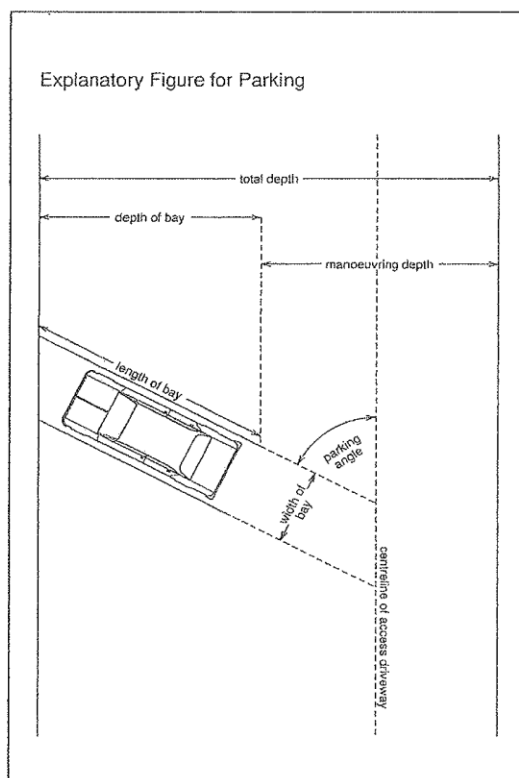 Explanatory Figure for Parking
total depth
depth of bay
manoeuvring depth
length of bay
parking
angle
width of
bay
centreline of access driveway